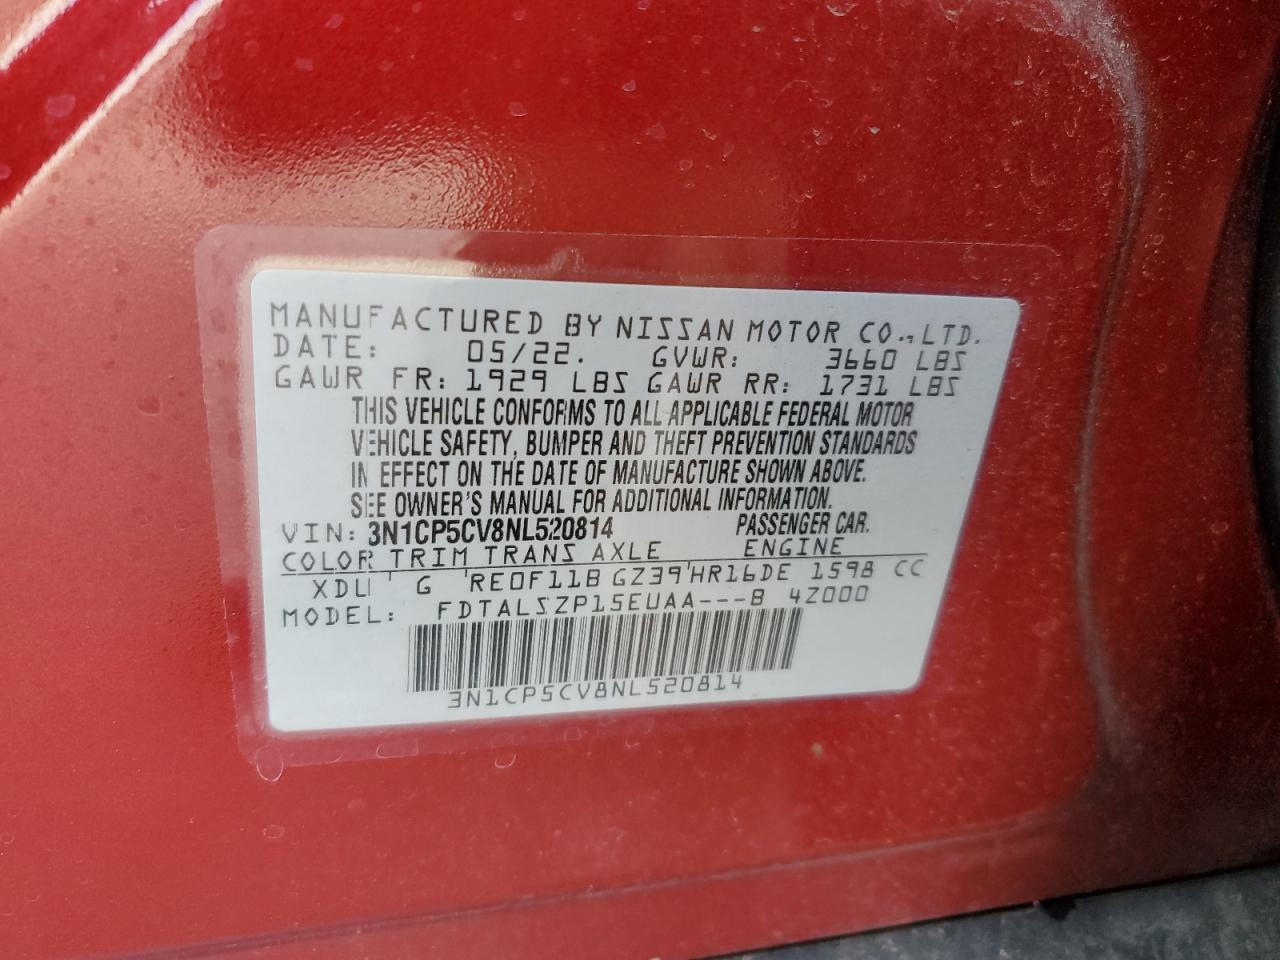 MANUFACTURED BY NISSAN MOTOR CO., LTD.
DATE: 05/22. GVWR: 3660 LBS
GAWR FR: 1929 LBS GAWR RR: 1731 LBS
THIS VEHICLE CONFORMS TO ALL APPLICABLE FEDERAL MOTOR
VEHICLE SAFETY, BUMPER AND THEFT PREVENTION STANDARDS
IN EFFECT ON THE DATE OF MANUFACTURE SHOWN ABOVE.
SEE OWNER'S MANUAL FOR ADDITIONAL INFORMATION.
VIN: 3N1CP5CV8NL520814 PASSENGER CAR.
COLOR TRIM TRANS AXLE ENGINE
G RE0F11B GZ39 HR16DE 1598 CC
MODEL: FDTALSZP15EUAA---B 4Z000
3N1CP5CV8NL520814